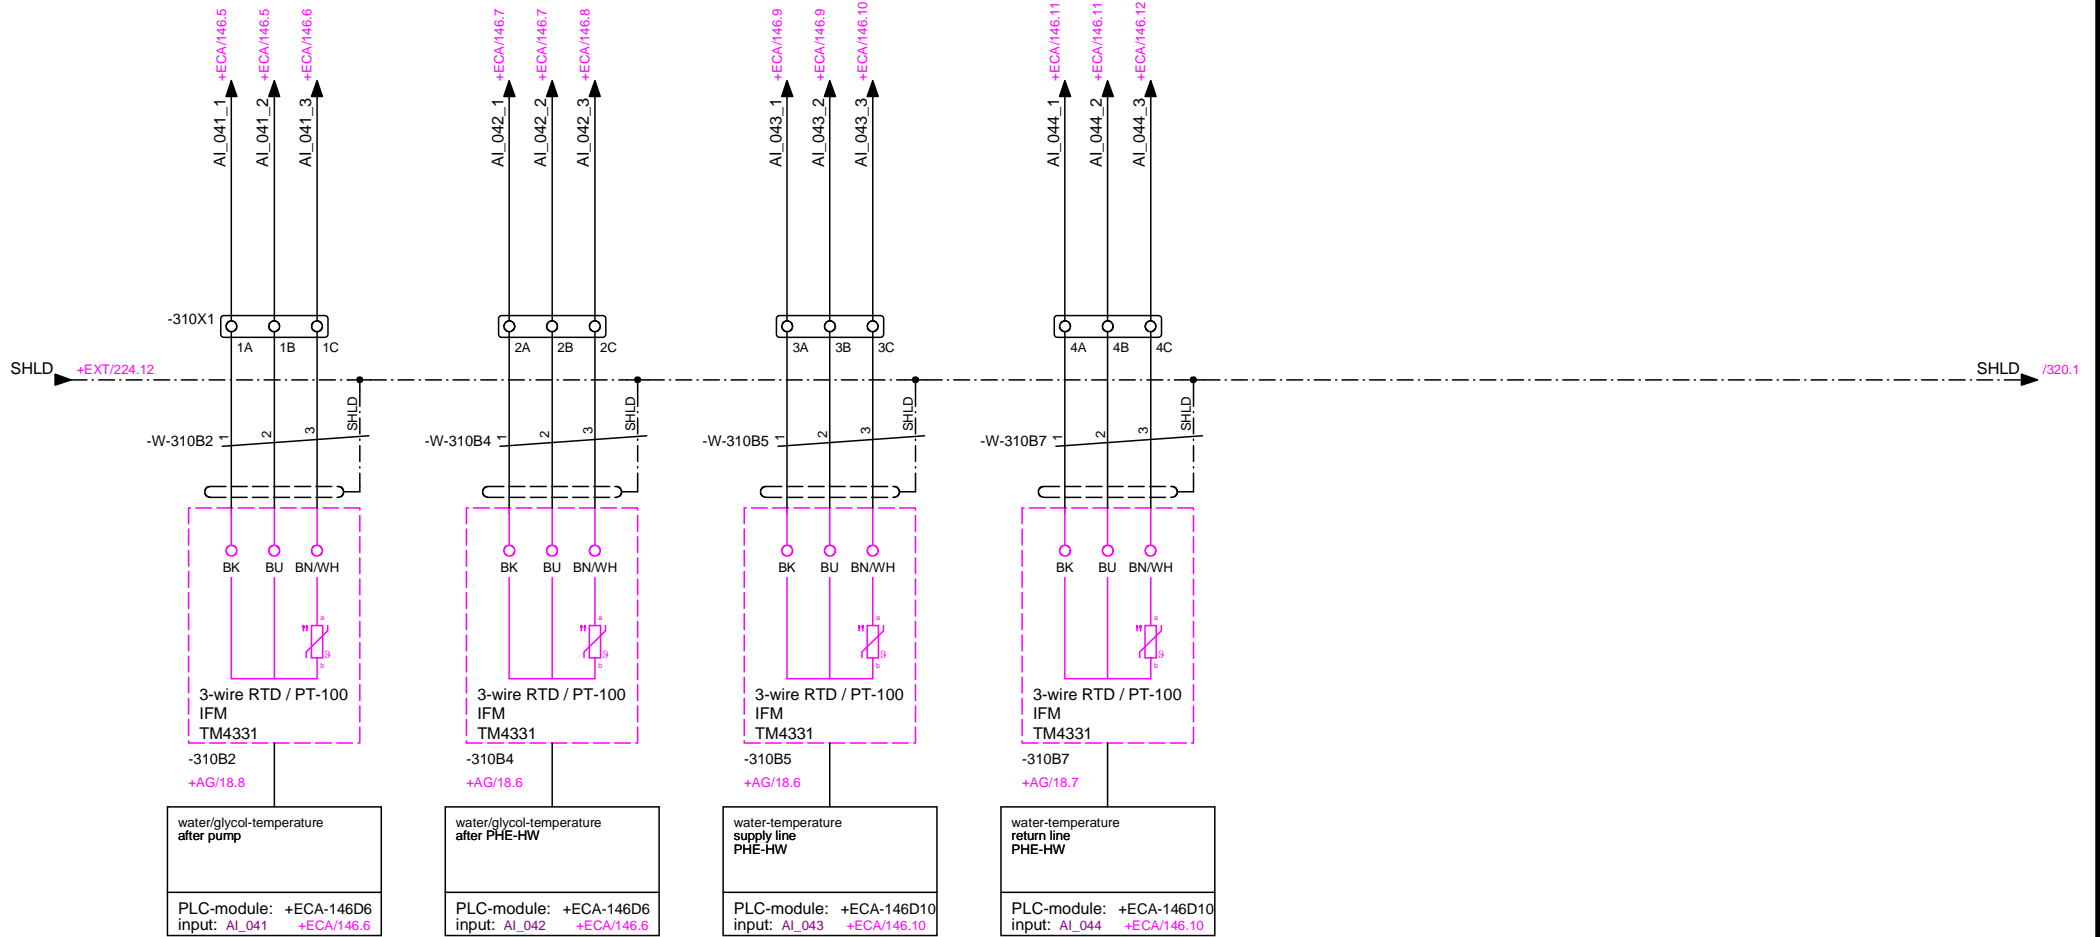 +ECA/146.5 +ECA/146.5 +ECA/146.6 +ECA/146.7 +ECA/146.7 +ECA/146.8 +ECA/146.9 +ECA/146.9 +ECA/146.10 +ECA/146.11 +ECA/146.11 +ECA/146.12
AI_041_1 AI_041_2 AI_041_3 AI_042_1 AI_042_2 AI_042_3 AI_043_1 AI_043_2 AI_043_3 AI_044_1 AI_044_2 AI_044_3
-310X1
1A 1B 1C 2A 2B 2C 3A 3B 3C 4A 4B 4C
SHLD +EXT/224.12 SHLD /320.1
SHLD SHLD SHLD SHLD
-W-310B2 1 2 3 -W-310B4 1 2 3 -W-310B5 1 2 3 -W-310B7 1 2 3
BK BU BN/WH BK BU BN/WH BK BU BN/WH BK BU BN/WH
a a a a
ϑ ϑ ϑ ϑ
b b b b
3-wire RTD / PT-100 3-wire RTD / PT-100 3-wire RTD / PT-100 3-wire RTD / PT-100
IFM IFM IFM IFM
TM4331 TM4331 TM4331 TM4331
-310B2 -310B4 -310B5 -310B7
+AG/18.8 +AG/18.6 +AG/18.6 +AG/18.7
water/glycol-temperature
after pump
PLC-module: +ECA-146D6
input: AI_041 +ECA/146.6
water/glycol-temperature
after PHE-HW
PLC-module: +ECA-146D6
input: AI_042 +ECA/146.6
water-temperature
supply line
PHE-HW
PLC-module: +ECA-146D10
input: AI_043 +ECA/146.10
water-temperature
return line
PHE-HW
PLC-module: +ECA-146D10
input: AI_044 +ECA/146.10